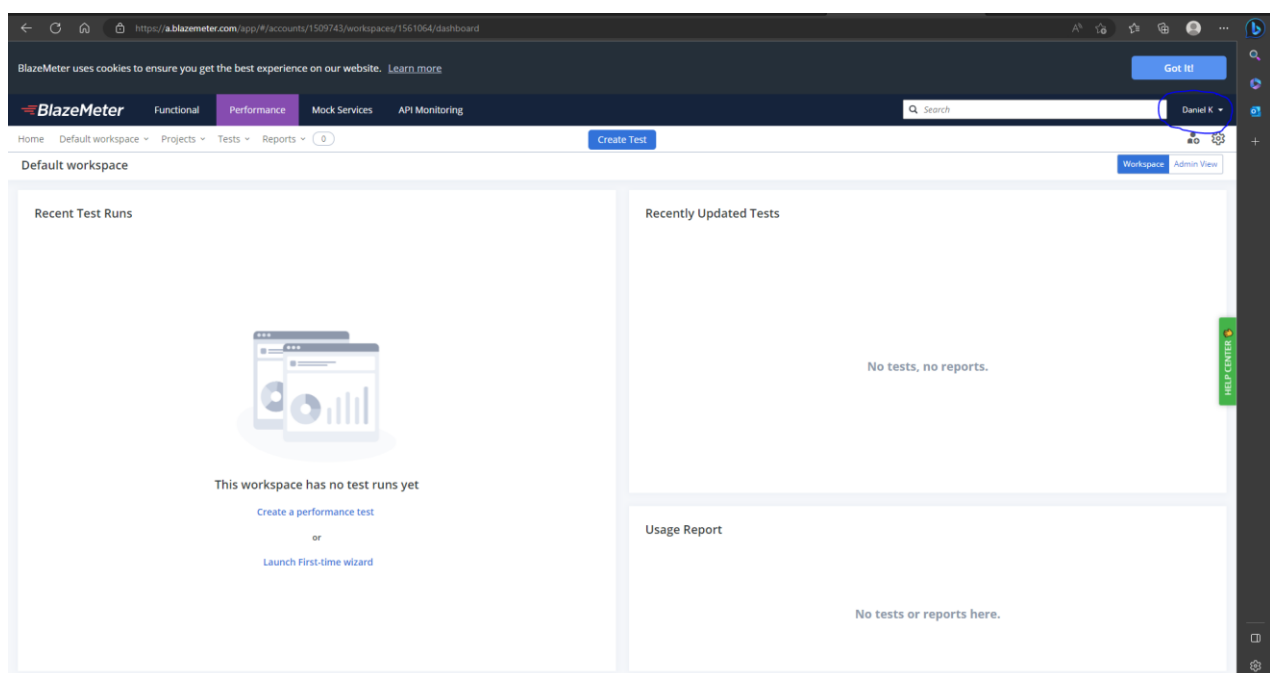 https://a.blazemeter.com/app/#/accounts/1509743/workspaces/1561064/dashboard
BlazeMeter uses cookies to ensure you get the best experience on our website. Learn more
Got It!
BlazeMeter Functional Performance Mock Services API Monitoring Search Daniel K
Home Default workspace Projects Tests Reports 0 Create Test
Default workspace
Workspace Admin View
Recent Test Runs
Recently Updated Tests
No tests, no reports.
HELP CENTER
This workspace has no test runs yet
Create a performance test
or
Launch First-time wizard
Usage Report
No tests or reports here.